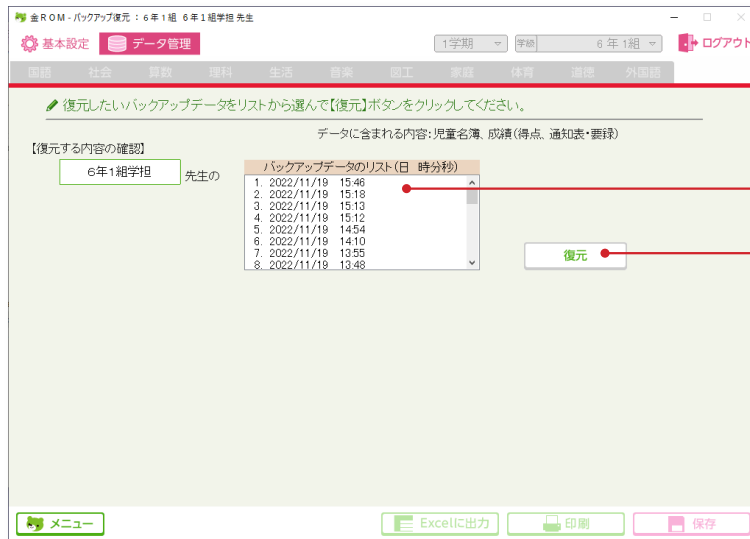 金ROM - バックアップ復元 : 6年1組 6年1組学担 先生
基本設定 データ管理 1学期 学級 6年1組 ログアウト
国語 社会 算数 理科 生活 音楽 図工 家庭 体育 道徳 外国語
復元したいバックアップデータをリストから選んで【復元】ボタンをクリックしてください。
データに含まれる内容:児童名簿、成績(得点、通知表・要録)
【復元する内容の確認】
6年1組学担 先生の
バックアップデータのリスト(日 時分秒)
1. 2022/11/19 15:46
2. 2022/11/19 15:18
3. 2022/11/19 15:13
4. 2022/11/19 15:12
5. 2022/11/19 14:54
6. 2022/11/19 14:10
7. 2022/11/19 13:55
8. 2022/11/19 13:48
復元
メニュー Excelに出力 印刷 保存